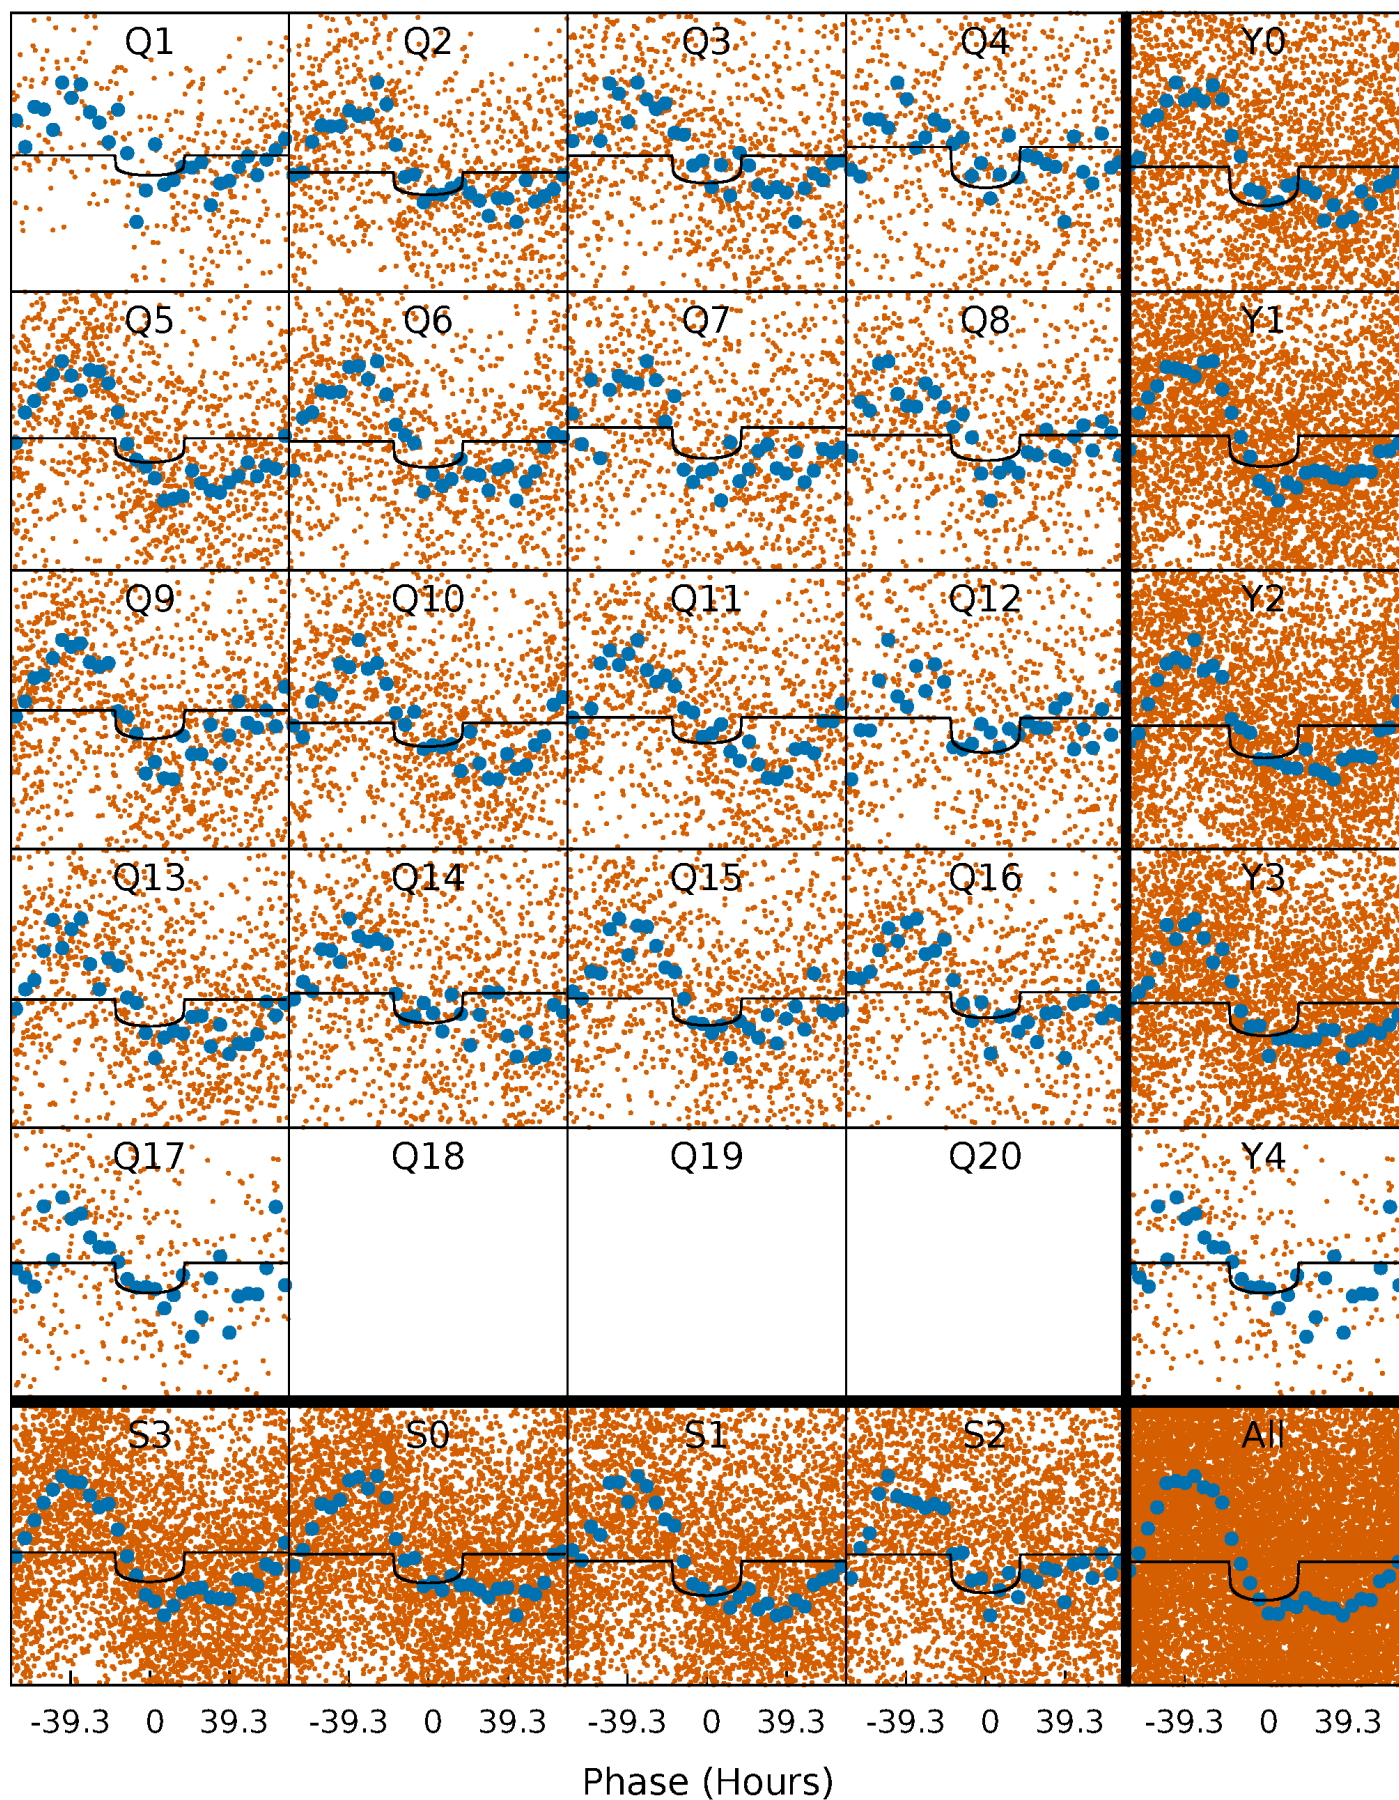 Q1 Q2 Q3 Q4 Y0
Q5 Q6 Q7 Q8 Y1
Q9 Q10 Q11 Q12 Y2
Q13 Q14 Q15 Q16 Y3
Q17 Q18 Q19 Q20 Y4
S3 S0 S1 S2 All
-39.3 0 39.3 -39.3 0 39.3 -39.3 0 39.3 -39.3 0 39.3 -39.3 0 39.3
Phase (Hours)